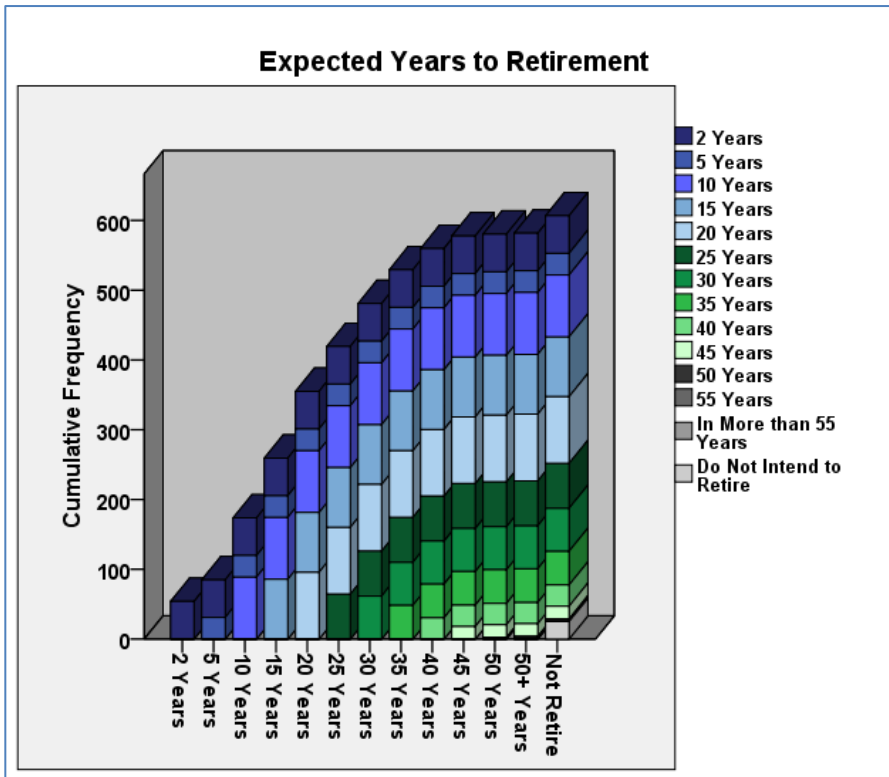 Expected Years to Retirement
600
500
400
300
200
100
0
Cumulative Frequency
2 Years
5 Years
10 Years
15 Years
20 Years
25 Years
30 Years
35 Years
40 Years
45 Years
50 Years
50+ Years
Not Retire
2 Years
5 Years
10 Years
15 Years
20 Years
25 Years
30 Years
35 Years
40 Years
45 Years
50 Years
55 Years
In More than 55
Years
Do Not Intend to
Retire